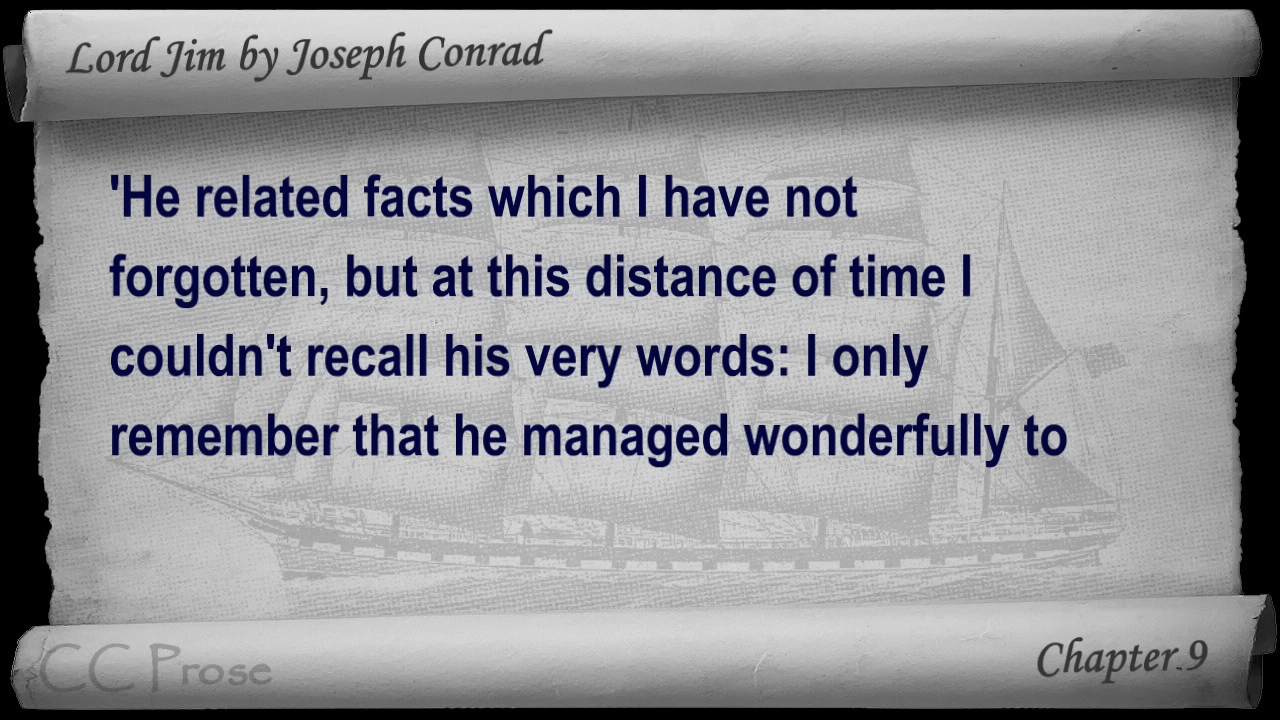 Lord Jim by Joseph Conrad
'He related facts which I have not
forgotten, but at this distance of time I
couldn't recall his very words: I only
remember that he managed wonderfully to
CC Prose
Chapter 9